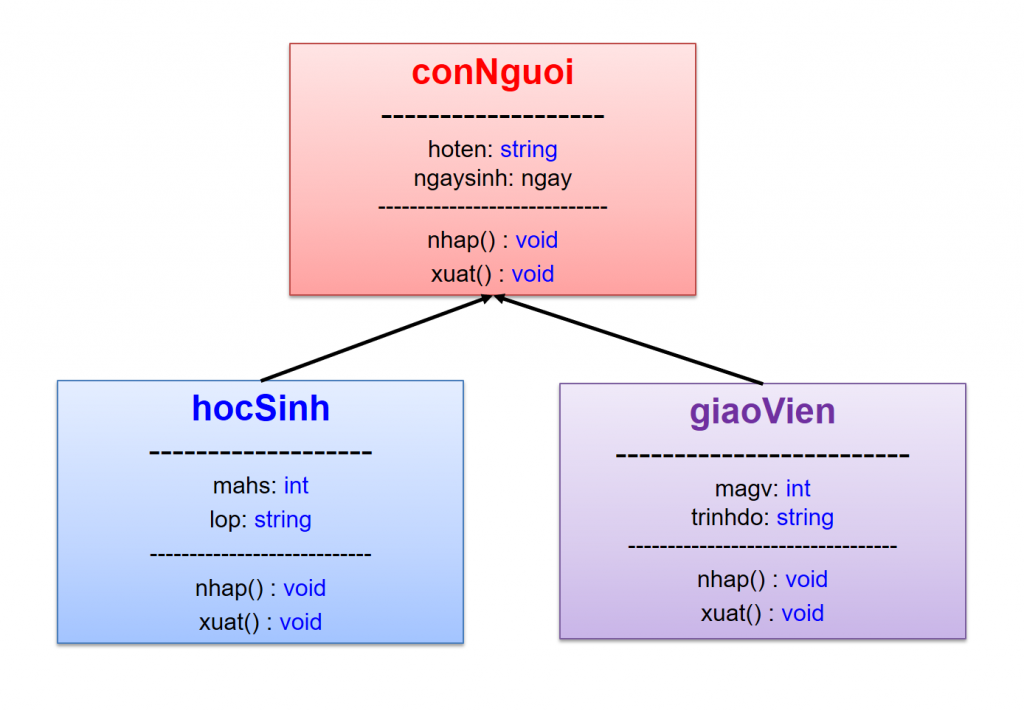 conNguoi
-------------------
hoten: string
ngaysinh: ngay
-----------------------------
nhap() : void
xuat() : void
hocSinh
-------------------
mahs: int
lop: string
----------------------------
nhap() : void
xuat() : void
giaoVien
-------------------------
magv: int
trinhdo: string
----------------------------------
nhap() : void
xuat() : void